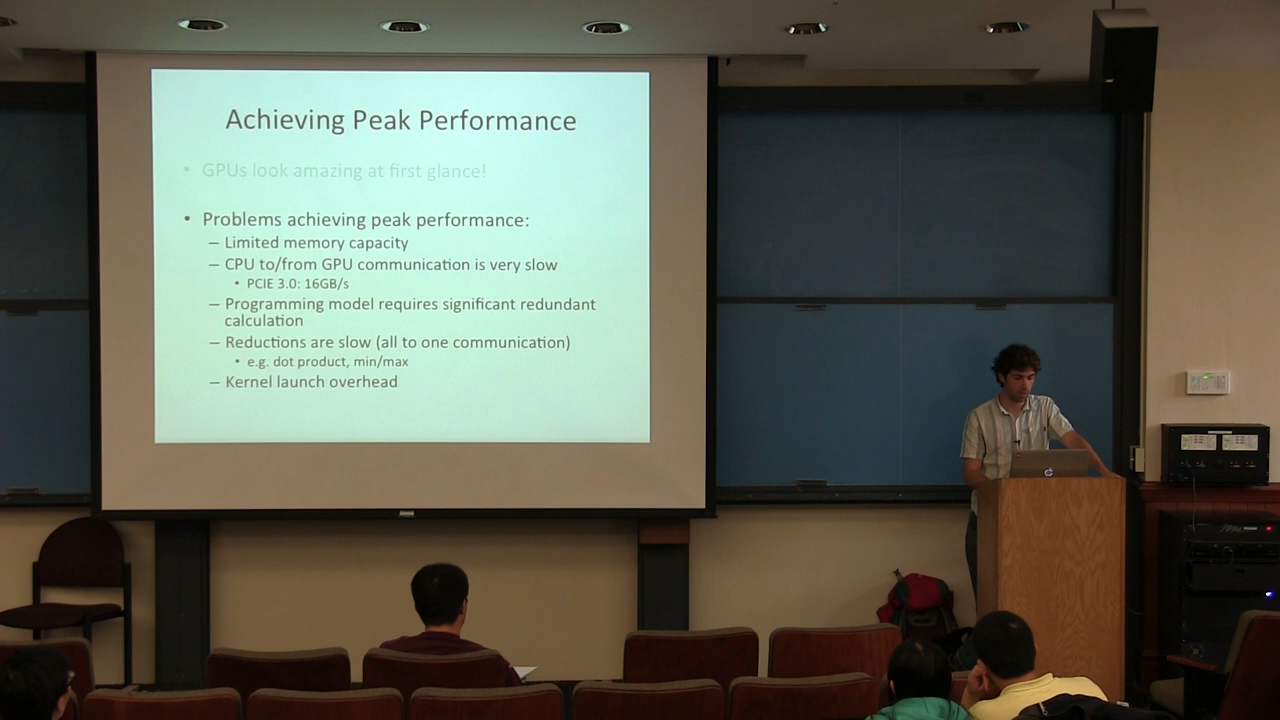 Achieving Peak Performance
• GPUs look amazing at first glance!
• Problems achieving peak performance:
– Limited memory capacity
– CPU to/from GPU communication is very slow
• PCIE 3.0: 16GB/s
– Programming model requires significant redundant
calculation
– Reductions are slow (all to one communication)
• e.g. dot product, min/max
– Kernel launch overhead